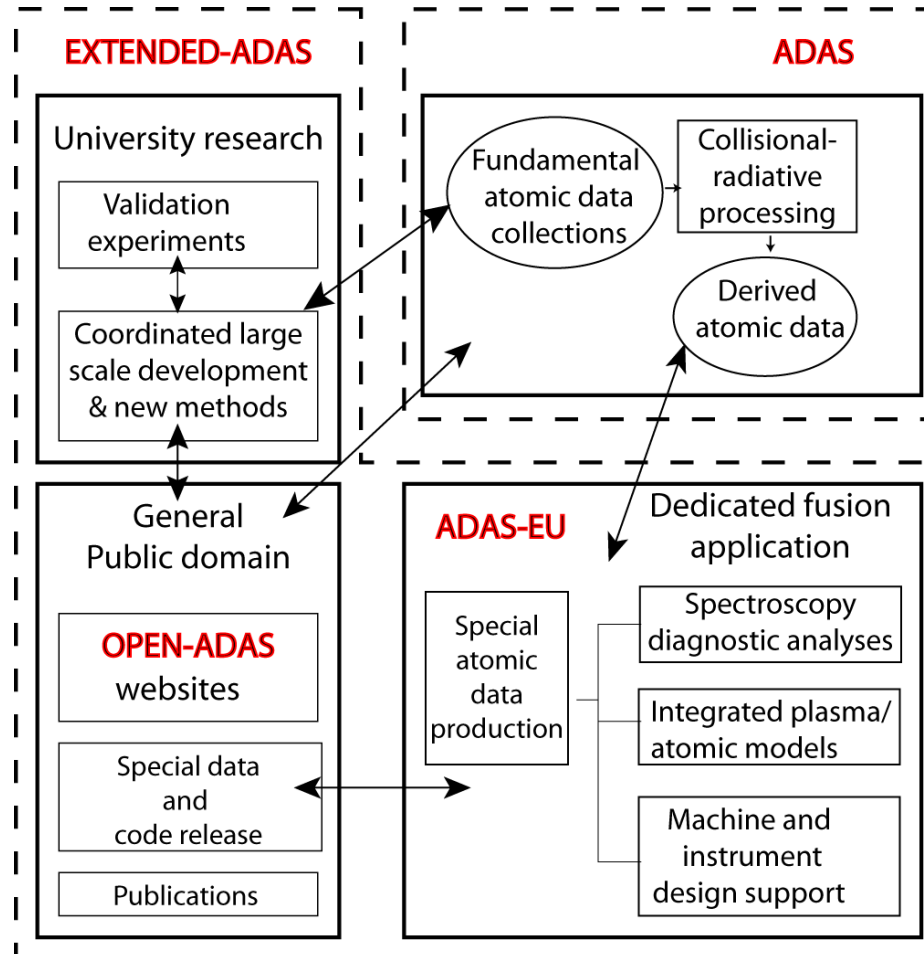 EXTENDED-ADAS
University research
Validation
experiments
Coordinated large
scale development
& new methods
ADAS
Fundamental
atomic data
collections
Collisional-
radiative
processing
Derived
atomic data
General
Public domain
OPEN-ADAS
websites
Special data
and
code release
Publications
ADAS-EU
Dedicated fusion
application
Special
atomic
data
production
Spectroscopy
diagnostic analyses
Integrated plasma/
atomic models
Machine and
instrument
design support